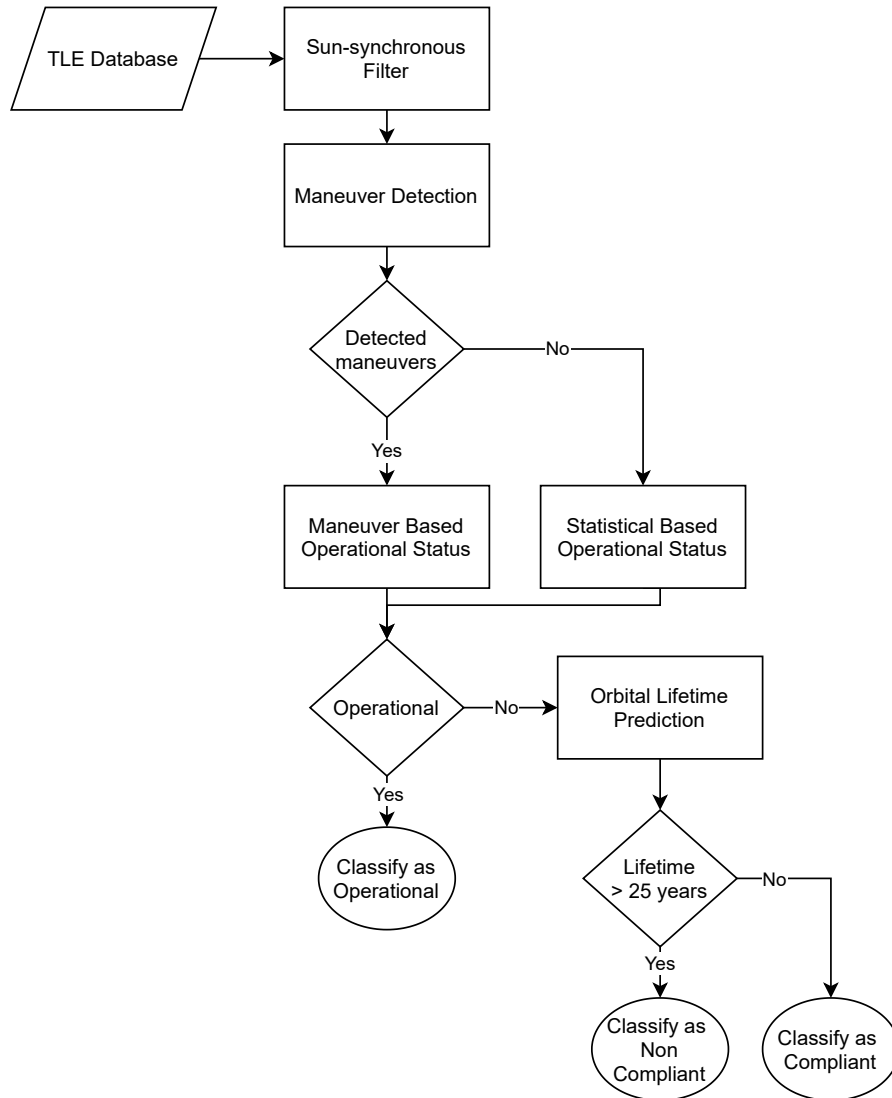 TLE Database
Sun-synchronous
Filter
Maneuver Detection
Detected
maneuvers
No
Yes
Maneuver Based
Operational Status
Statistical Based
Operational Status
Operational
No
Orbital Lifetime
Prediction
Yes
Classify as
Operational
Lifetime
> 25 years
No
Yes
Classify as
Non
Compliant
Classify as
Compliant